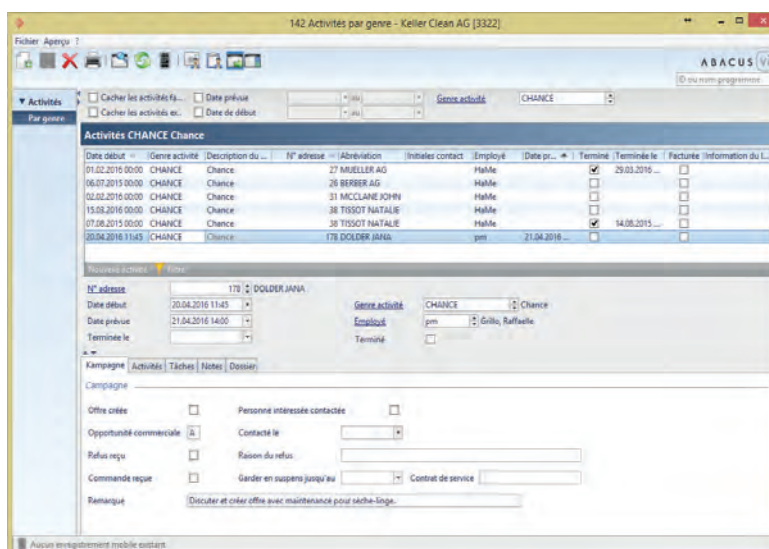 142 Activités par genre - Keller Clean AG [3322]
Fichier Aperçu ?
ABACUS Vi
ID ou nom programme
Activités
Par genre
Cacher les activités fa... Date prévue au Genre activité CHANCE
Cacher les activités ex... Date de début au
Activités CHANCE Chance
Date début Genre activité Description du ... N° adresse Abréviation Initiales contact Employé Date pr... Terminé Terminée le Facturée Information du l...
01.02.2016 00:00 CHANCE Chance 27 MUELLER AG HaMe 29.03.2016 ...
06.07.2015 00:00 CHANCE Chance 26 BERBER AG HaMe
02.02.2016 00:00 CHANCE Chance 31 MCCLANE JOHN HaMe
15.03.2016 00:00 CHANCE Chance 38 TISSOT NATALIE HaMe
07.08.2015 00:00 CHANCE Chance 38 TISSOT NATALIE HaMe 14.08.2015 ...
20.04.2016 11:45 CHANCE Chance 178 DOLDER JANA pm 21.04.2016 ...
Nouvelle activité Filtre
N° adresse 178 DOLDER JANA
Date début 20.04.2016 11:45 Genre activité CHANCE Chance
Date prévue 21.04.2016 14:00 Employé pm Grillo, Raffaelle
Terminée le Terminé
Kampagne Activités Tâches Notes Dossier
Campagne
Offre créée Personne intéressée contactée
Opportunité commerciale A Contacté le
Refus reçu Raison du refus
Commande reçue Garder en suspens jusqu'au Contrat de service
Remarque Discuter et créer offre avec maintenance pour sèche-linge.
Aucun enregistrement mobile existant